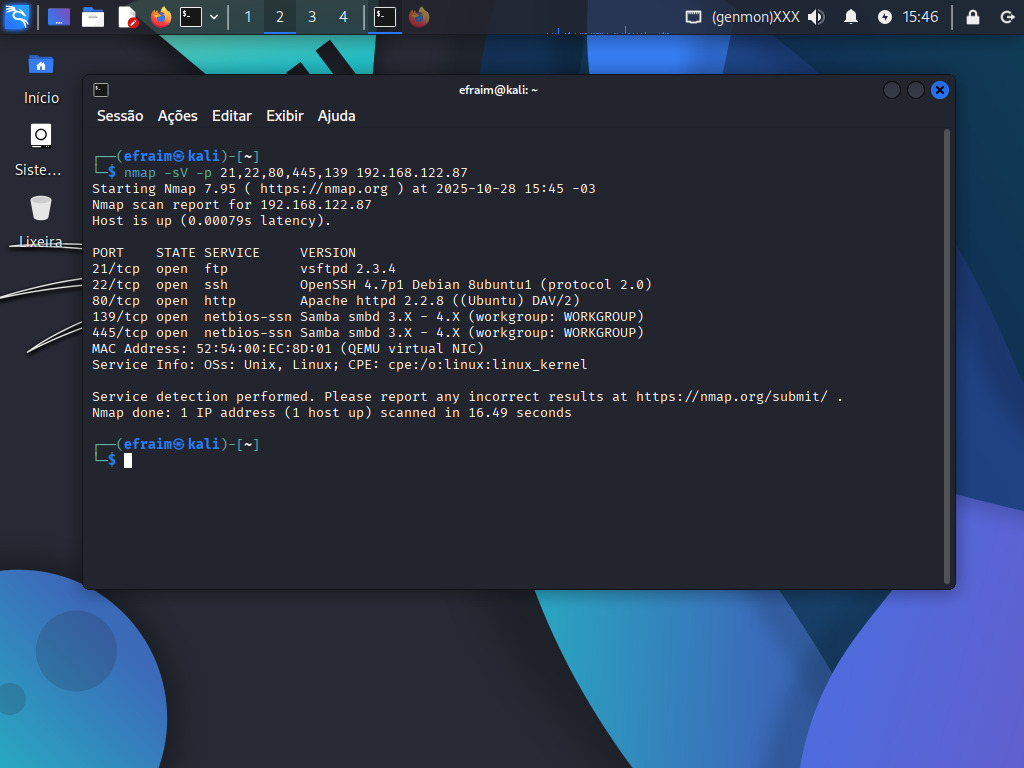 1 2 3 4 (genmon)XXX 15:46
Início
Siste...
Lixeira
efraim@kali: ~
Sessão Ações Editar Exibir Ajuda
┌──(efraim㉿kali)-[~]
└─$ nmap -sV -p 21,22,80,445,139 192.168.122.87
Starting Nmap 7.95 ( https://nmap.org ) at 2025-10-28 15:45 -03
Nmap scan report for 192.168.122.87
Host is up (0.00079s latency).
PORT    STATE SERVICE     VERSION
21/tcp  open  ftp         vsftpd 2.3.4
22/tcp  open  ssh         OpenSSH 4.7p1 Debian 8ubuntu1 (protocol 2.0)
80/tcp  open  http        Apache httpd 2.2.8 ((Ubuntu) DAV/2)
139/tcp open  netbios-ssn Samba smbd 3.X - 4.X (workgroup: WORKGROUP)
445/tcp open  netbios-ssn Samba smbd 3.X - 4.X (workgroup: WORKGROUP)
MAC Address: 52:54:00:EC:8D:01 (QEMU virtual NIC)
Service Info: OSs: Unix, Linux; CPE: cpe:/o:linux:linux_kernel
Service detection performed. Please report any incorrect results at https://nmap.org/submit/ .
Nmap done: 1 IP address (1 host up) scanned in 16.49 seconds
┌──(efraim㉿kali)-[~]
└─$